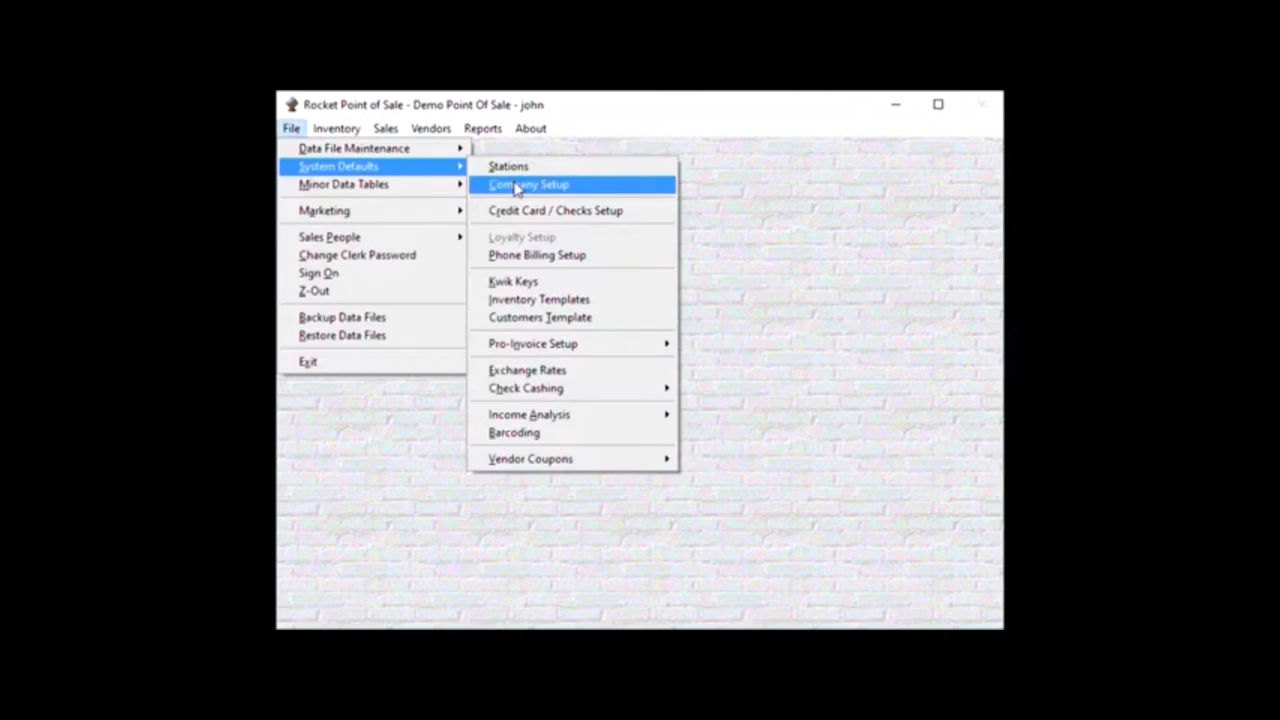 Rocket Point of Sale - Demo Point Of Sale - john
File Inventory Sales Vendors Reports About
Data File Maintenance
System Defaults
Minor Data Tables
Marketing
Sales People
Change Clerk Password
Sign On
Z-Out
Backup Data Files
Restore Data Files
Exit
Stations
Company Setup
Credit Card / Checks Setup
Loyalty Setup
Phone Billing Setup
Kwik Keys
Inventory Templates
Customers Template
Pro-Invoice Setup
Exchange Rates
Check Cashing
Income Analysis
Barcoding
Vendor Coupons